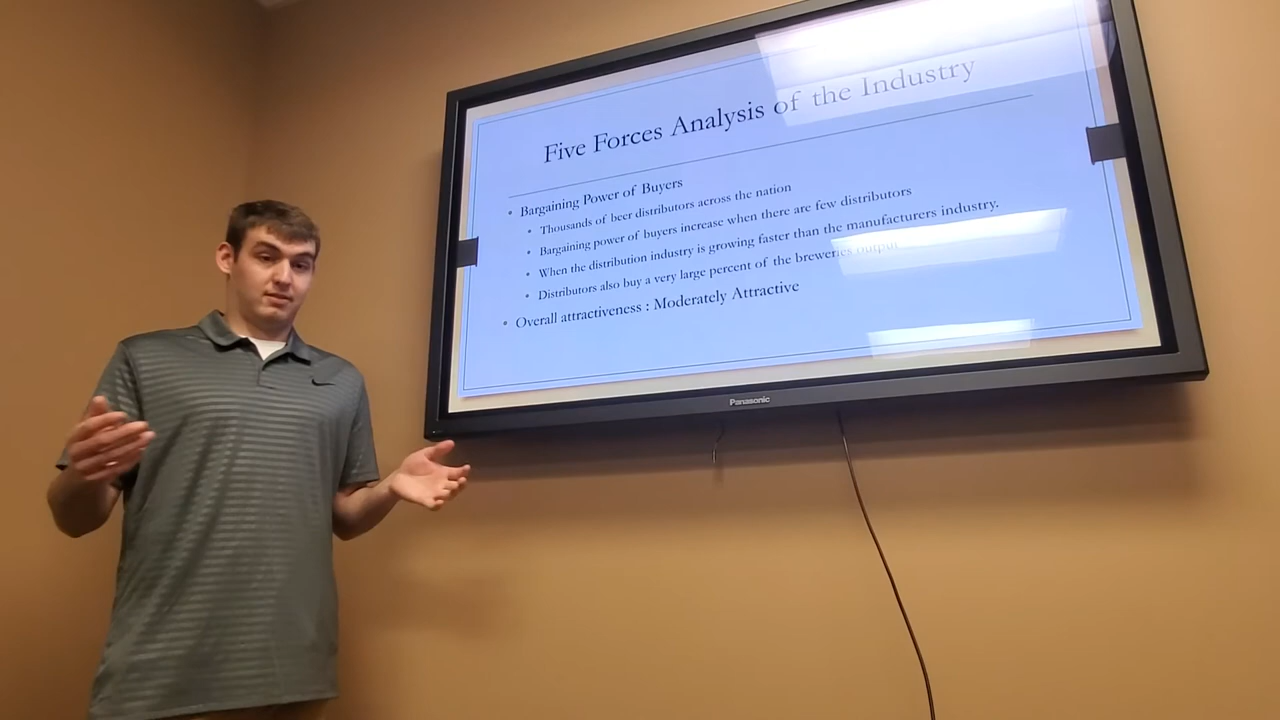 Five Forces Analysis of the Industry
• Bargaining Power of Buyers
• Thousands of beer distributors across the nation
• Bargaining power of buyers increase when there are few distributors
• When the distribution industry is growing faster than the manufacturers industry.
• Distributors also buy a very large percent of the breweries output
• Overall attractiveness : Moderately Attractive
Panasonic